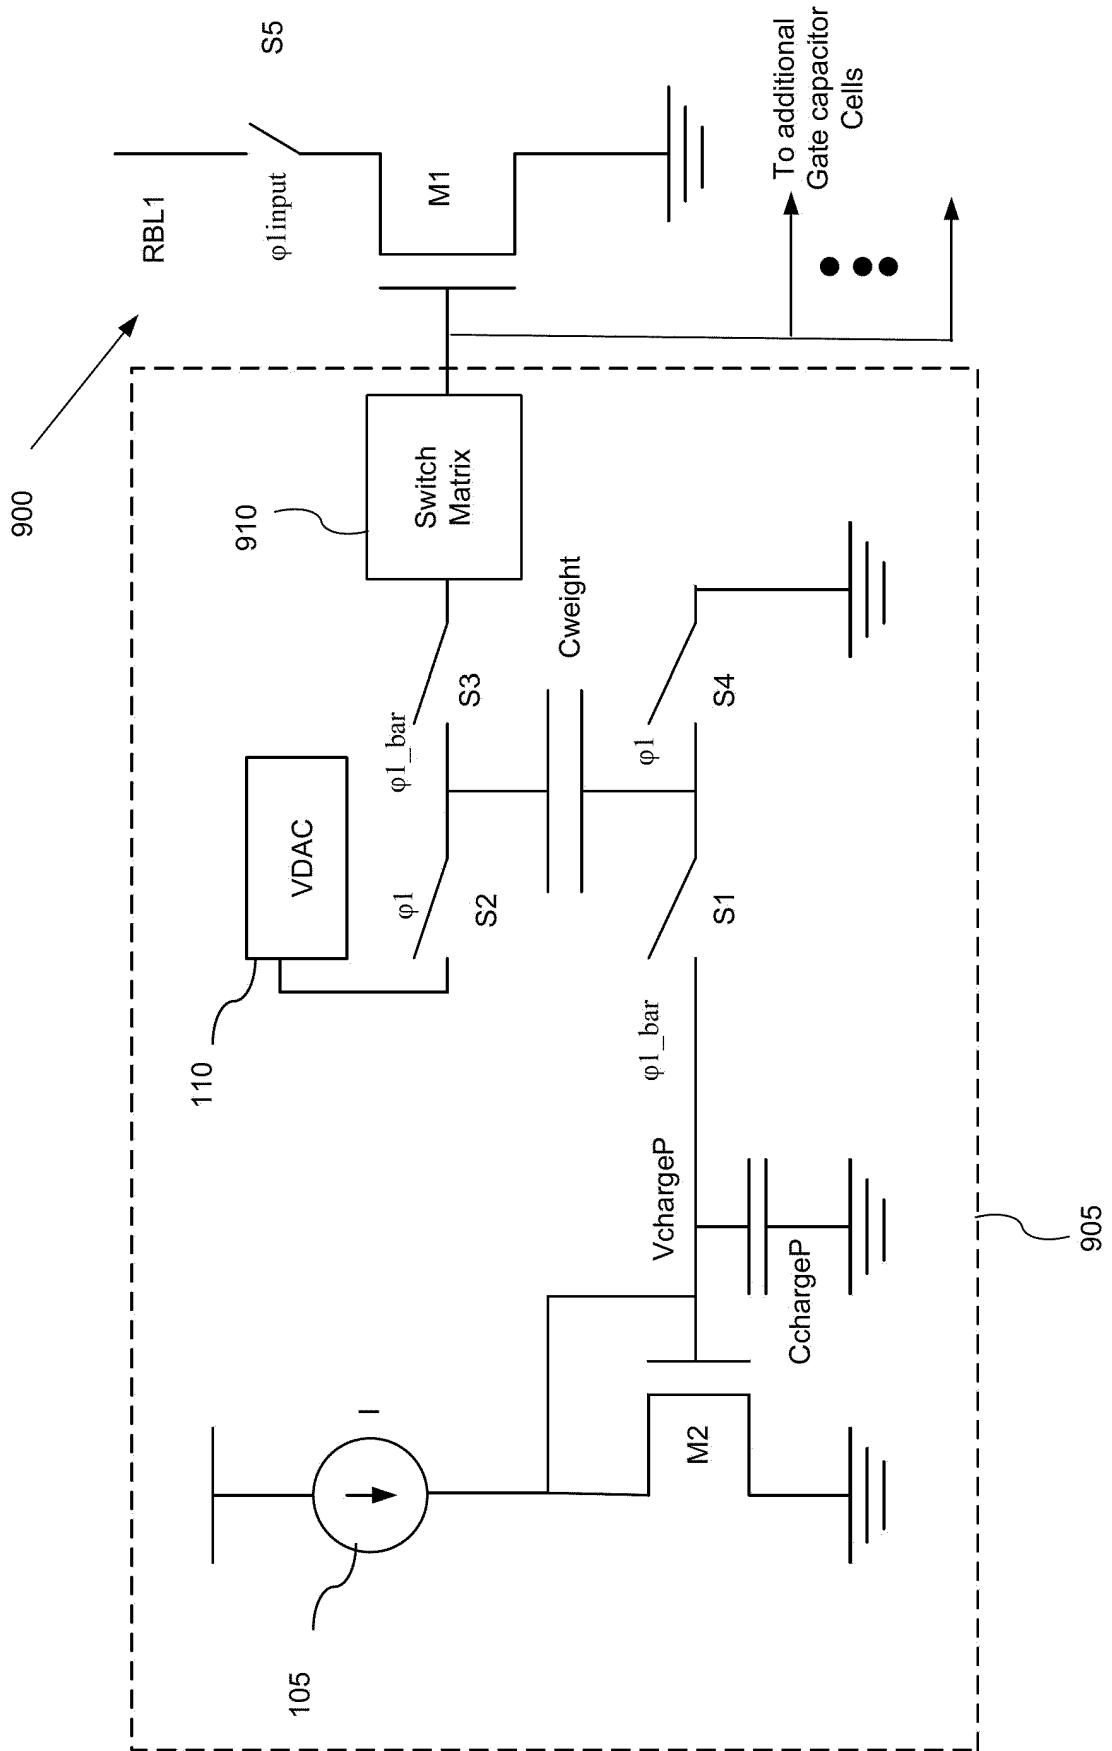 900
RBL1
S5
φ1input
M1
To additional
Gate capacitor
Cells
910
Switch
Matrix
110
VDAC
φ1
S2
φ1_bar
S3
Cweight
φ1
S4
φ1_bar
S1
105
I
M2
VchargeP
CchargeP
905